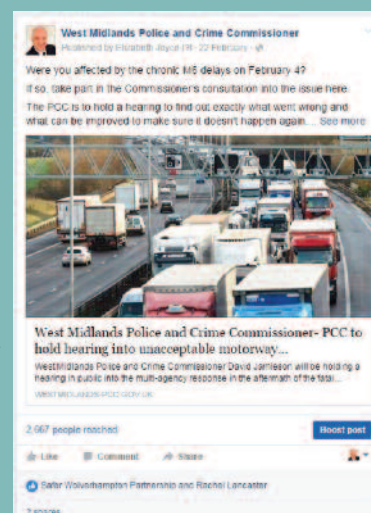 West Midlands Police and Crime Commissioner
Published by Elizabeth Joyce 22 February
Were you affected by the chronic M6 delays on February 4?
If so, take part in the Commissioner's consultation into the issue here.
The PCC is to hold a hearing to find out exactly what went wrong and
what can be improved to make sure it doesn't happen again.... See more
West Midlands Police and Crime Commissioner- PCC to
hold hearing into unacceptable motorway...
West Midlands Police and Crime Commissioner David Jamieson will be holding a
hearing in public into the multi-agency response in the aftermath of the fatal...
WESTMIDLANDS-PCC.GOV.UK
2,667 people reached
Boost post
Like Comment Share
Safer Wolverhampton Partnership and Rachel Lancaster
2 shares